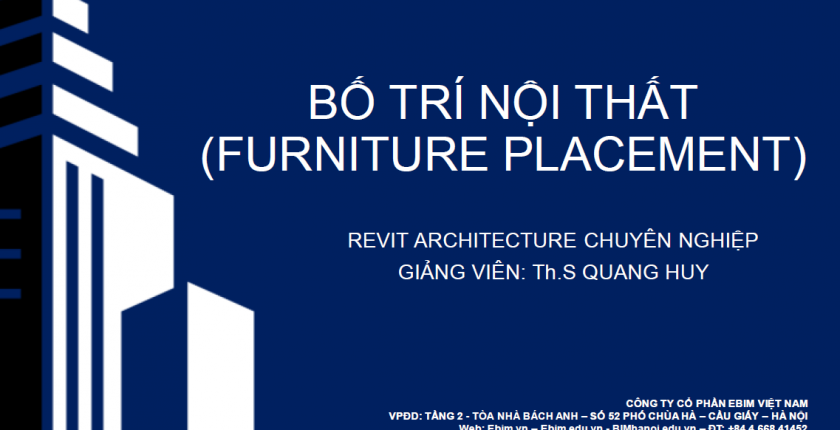 BỐ TRÍ NỘI THẤT
(FURNITURE PLACEMENT)
REVIT ARCHITECTURE CHUYÊN NGHIỆP
GIẢNG VIÊN: Th.S QUANG HUY
CÔNG TY CỔ PHẦN EBIM VIỆT NAM
VPĐD: TẦNG 2 - TÒA NHÀ BÁCH ANH – SỐ 52 PHỐ CHÙA HÀ – CẦU GIẤY – HÀ NỘI
Web: Ebim.vn – Ebim.edu.vn - BIMhanoi.edu.vn – ĐT: +84.4.668.41452